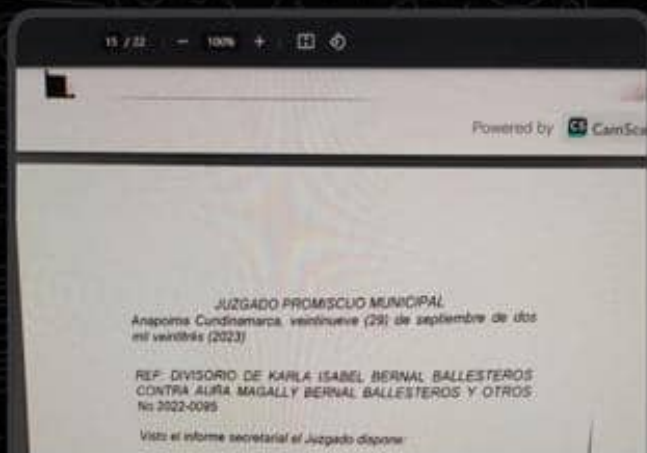 15 / 22 — 100% +
Powered by CS CamSca
JUZGADO PROMISCUO MUNICIPAL
Anapoima Cundinamarca, veintinueve (29) de septiembre de dos
mil veintitrés (2023)
REF: DIVISORIO DE KARLA ISABEL BERNAL BALLESTEROS
CONTRA AURA MAGALLY BERNAL BALLESTEROS Y OTROS
No 2022-0095
Visto el informe secretarial el Juzgado dispone: